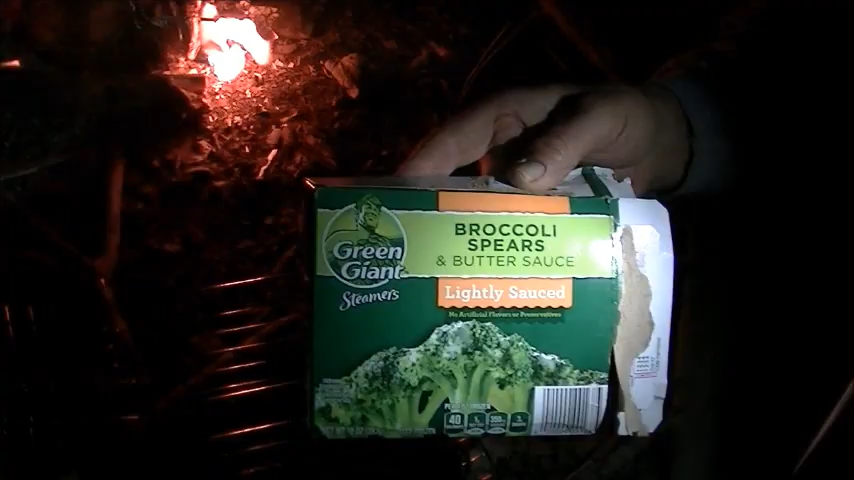 BROCCOLI
SPEARS
& BUTTER SAUCE
Green
Giant
Steamers
Lightly Sauced
No Artificial Flavors or Preservatives
40